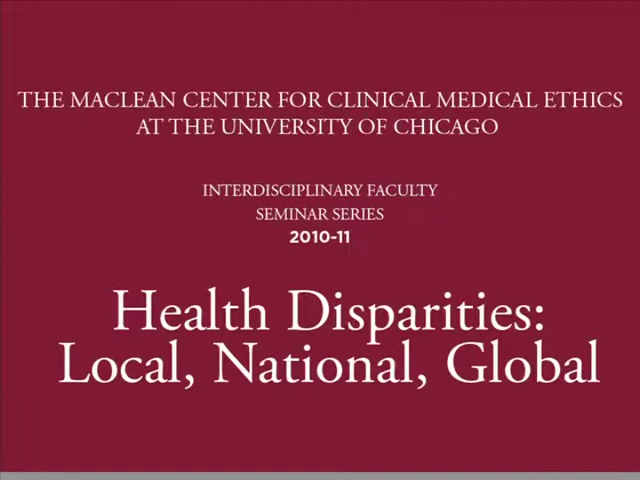 THE MACLEAN CENTER FOR CLINICAL MEDICAL ETHICS
AT THE UNIVERSITY OF CHICAGO
INTERDISCIPLINARY FACULTY
SEMINAR SERIES
2010-11
Health Disparities:
Local, National, Global